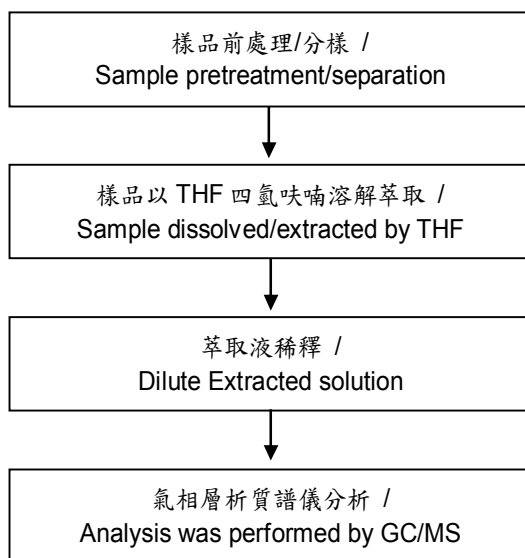 樣品前處理/分樣 /
Sample pretreatment/separation
樣品以 THF 四氫呋喃溶解萃取 /
Sample dissolved/extracted by THF
萃取液稀釋 /
Dilute Extracted solution
氣相層析質譜儀分析 /
Analysis was performed by GC/MS